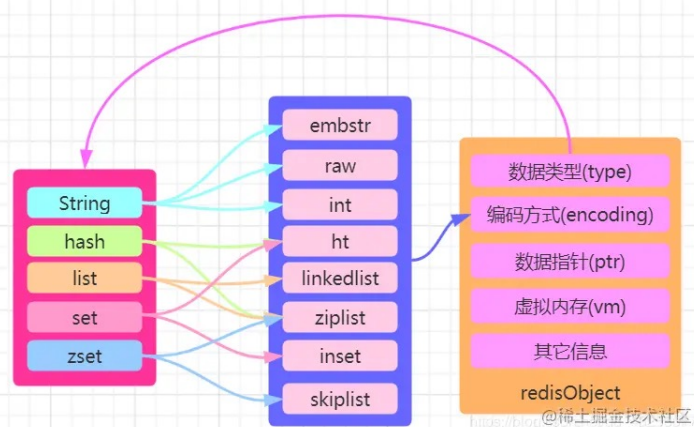 String
hash
list
set
zset
embstr
raw
int
ht
linkedlist
ziplist
inset
skiplist
数据类型(type)
编码方式(encoding)
数据指针(ptr)
虚拟内存(vm)
其它信息
redisObject
@稀土掘金技术社区